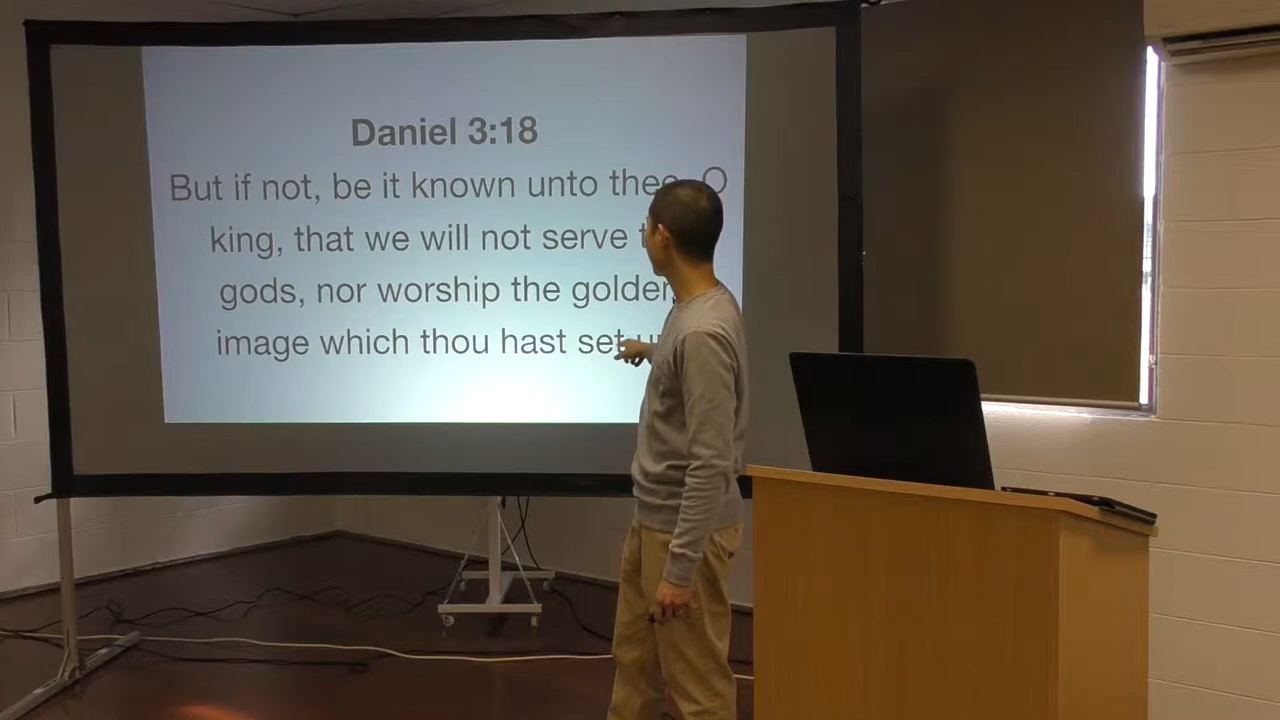 Daniel 3:18
But if not, be it known unto thee, O
king, that we will not serve
gods, nor worship the golden
image which thou hast set